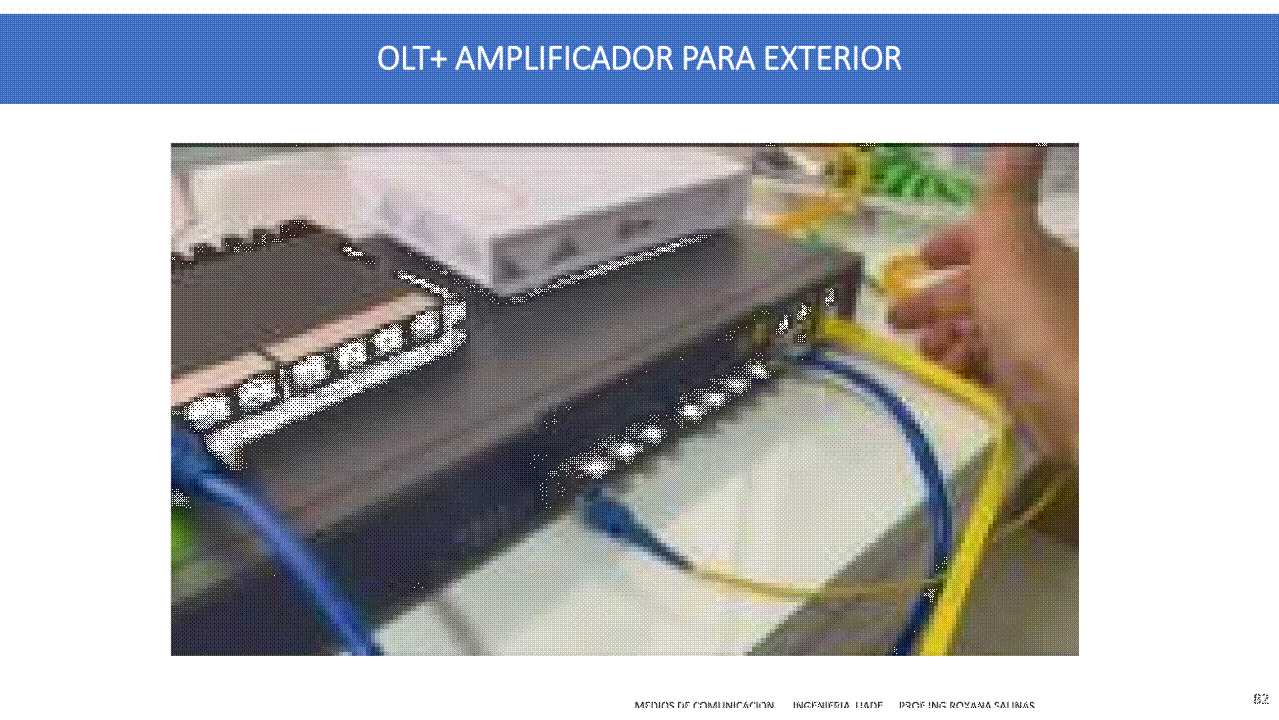 OLT+ AMPLIFICADOR PARA EXTERIOR
MEDIOS DE COMUNICACION INGENIERIA UADE PROF ING ROXANA SALINAS
82